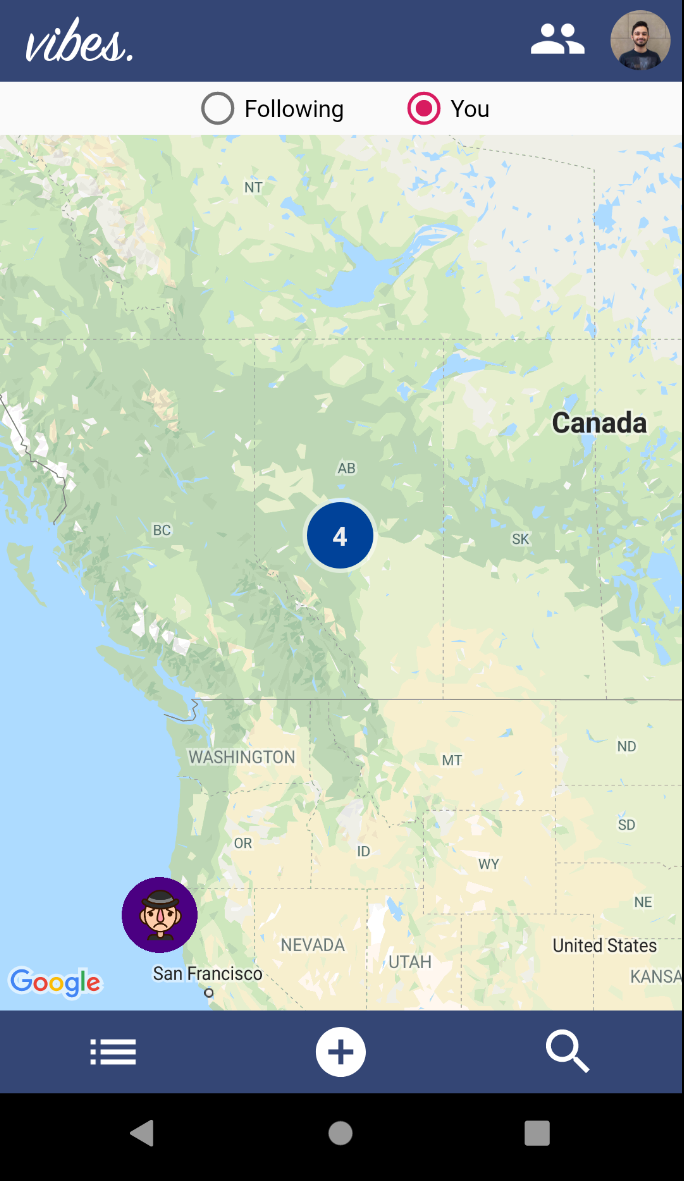 vibes.
Following
You
NT
Canada
AB
4
BC
SK
WASHINGTON
MT
ND
OR
ID
SD
WY
NE
NEVADA
United States
UTAH
San Francisco
KANSA
Google